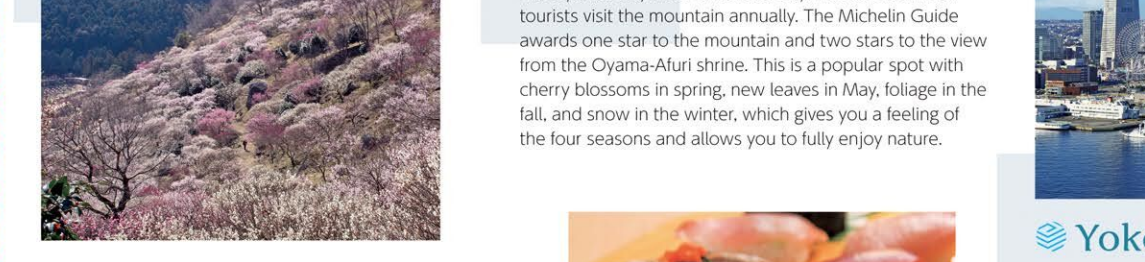 tourists visit the mountain annually. The Michelin Guide
awards one star to the mountain and two stars to the view
from the Oyama-Afuri shrine. This is a popular spot with
cherry blossoms in spring, new leaves in May, foliage in the
fall, and snow in the winter, which gives you a feeling of
the four seasons and allows you to fully enjoy nature.